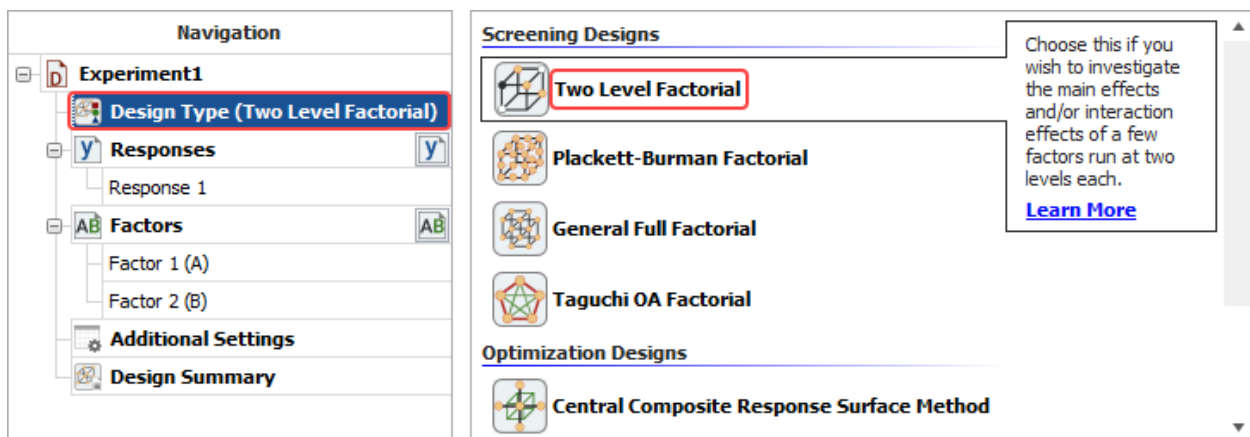 Navigation
Experiment1
Design Type (Two Level Factorial)
Responses
Response 1
Factors
Factor 1 (A)
Factor 2 (B)
Additional Settings
Design Summary
Screening Designs
Two Level Factorial
Plackett-Burman Factorial
General Full Factorial
Taguchi OA Factorial
Optimization Designs
Central Composite Response Surface Method
Choose this if you
wish to investigate
the main effects
and/or interaction
effects of a few
factors run at two
levels each.
Learn More